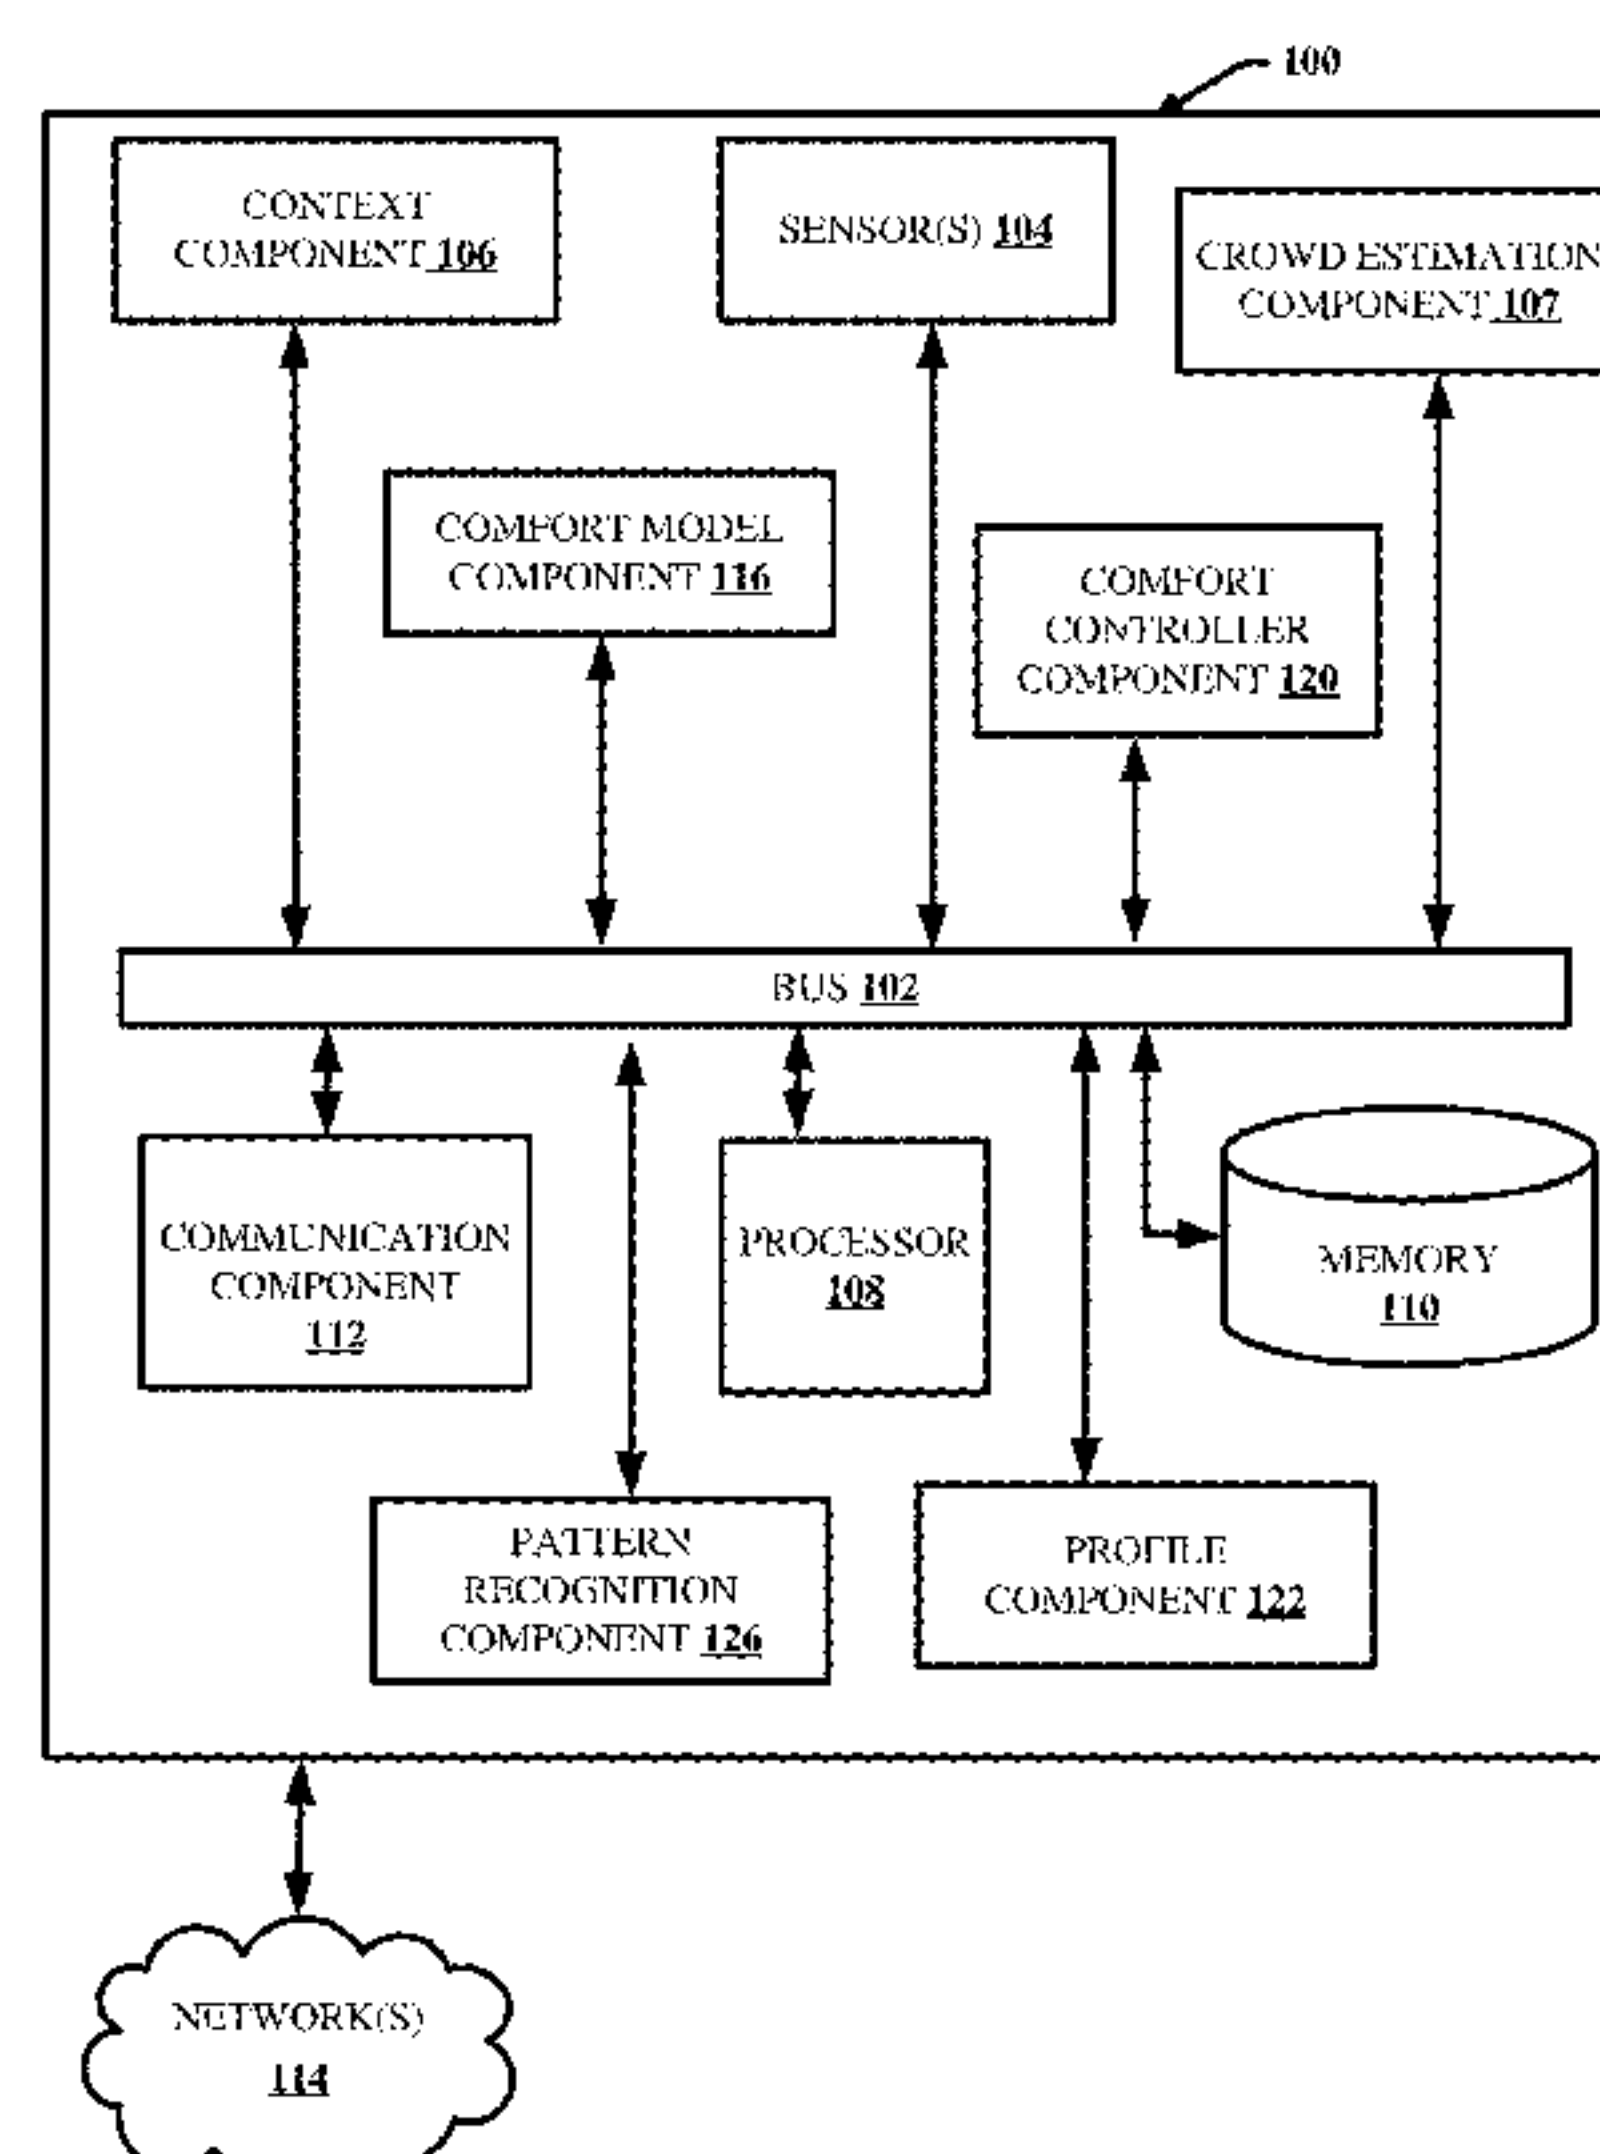 100
CONTEXT
COMPONENT 106
SENSOR(S) 104
CROWD ESTIMATION
COMPONENT 107
COMFORT MODEL
COMPONENT 116
COMFORT
CONTROLLER
COMPONENT 120
BUS 102
COMMUNICATION
COMPONENT
112
PROCESSOR
108
MEMORY
110
PATTERN
RECOGNITION
COMPONENT 126
PROFILE
COMPONENT 122
NETWORK(S)
114